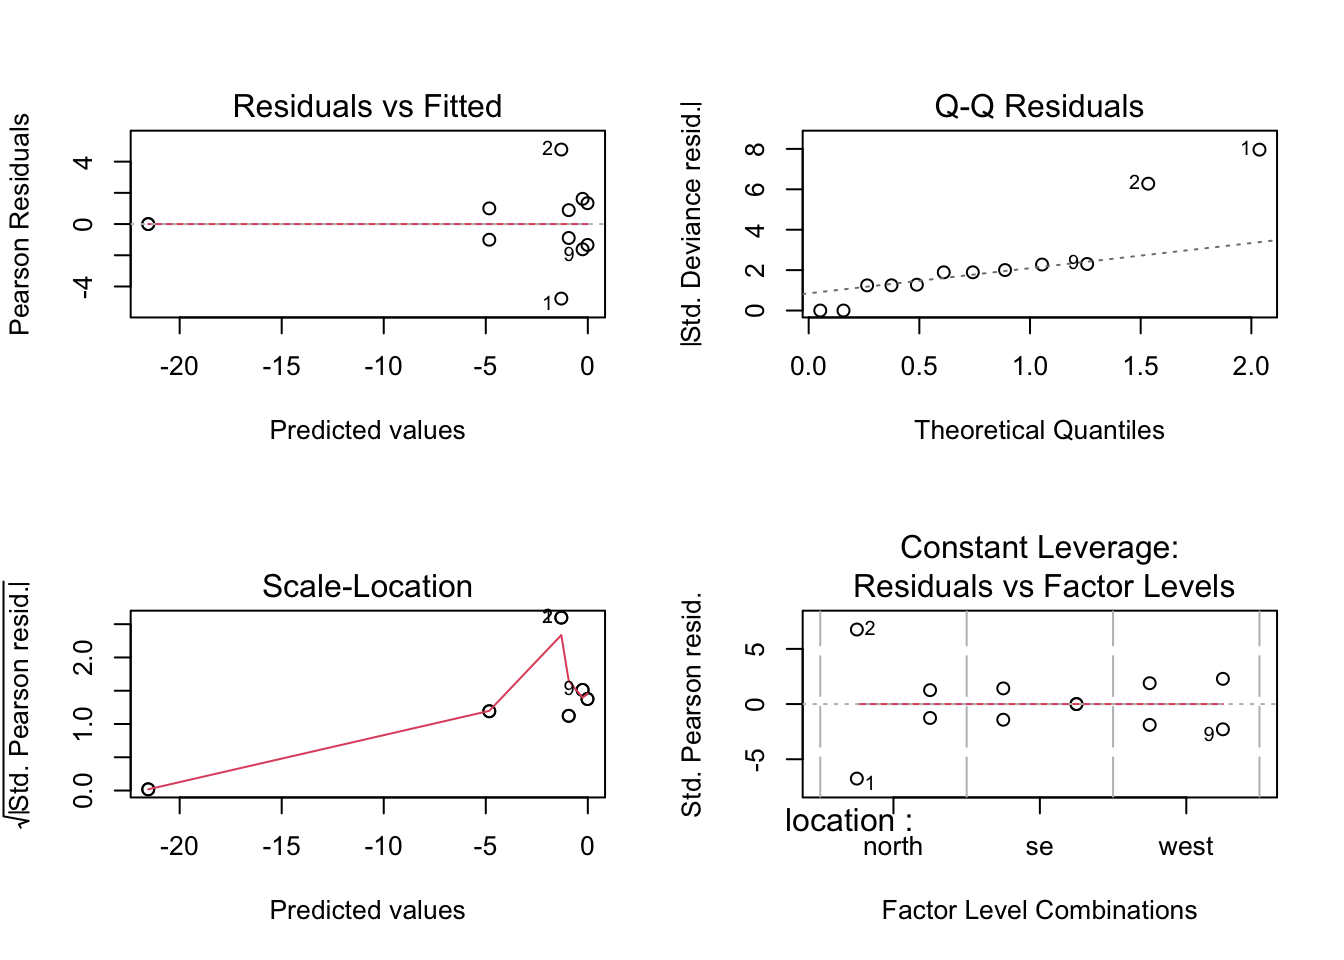 Residuals vs Fitted
Pearson Residuals
4
0
-4
2
9
1
-20
-15
-10
-5
0
Predicted values
Q-Q Residuals
|Std. Deviance resid.|
8
6
4
2
0
1
2
9
0.0
0.5
1.0
1.5
2.0
Theoretical Quantiles
Scale-Location
√|Std. Pearson resid.|
2.0
1.0
0.0
2
1
9
-20
-15
-10
-5
0
Predicted values
Constant Leverage:
Residuals vs Factor Levels
Std. Pearson resid.
5
0
-5
2
1
9
location :
north
se
west
Factor Level Combinations